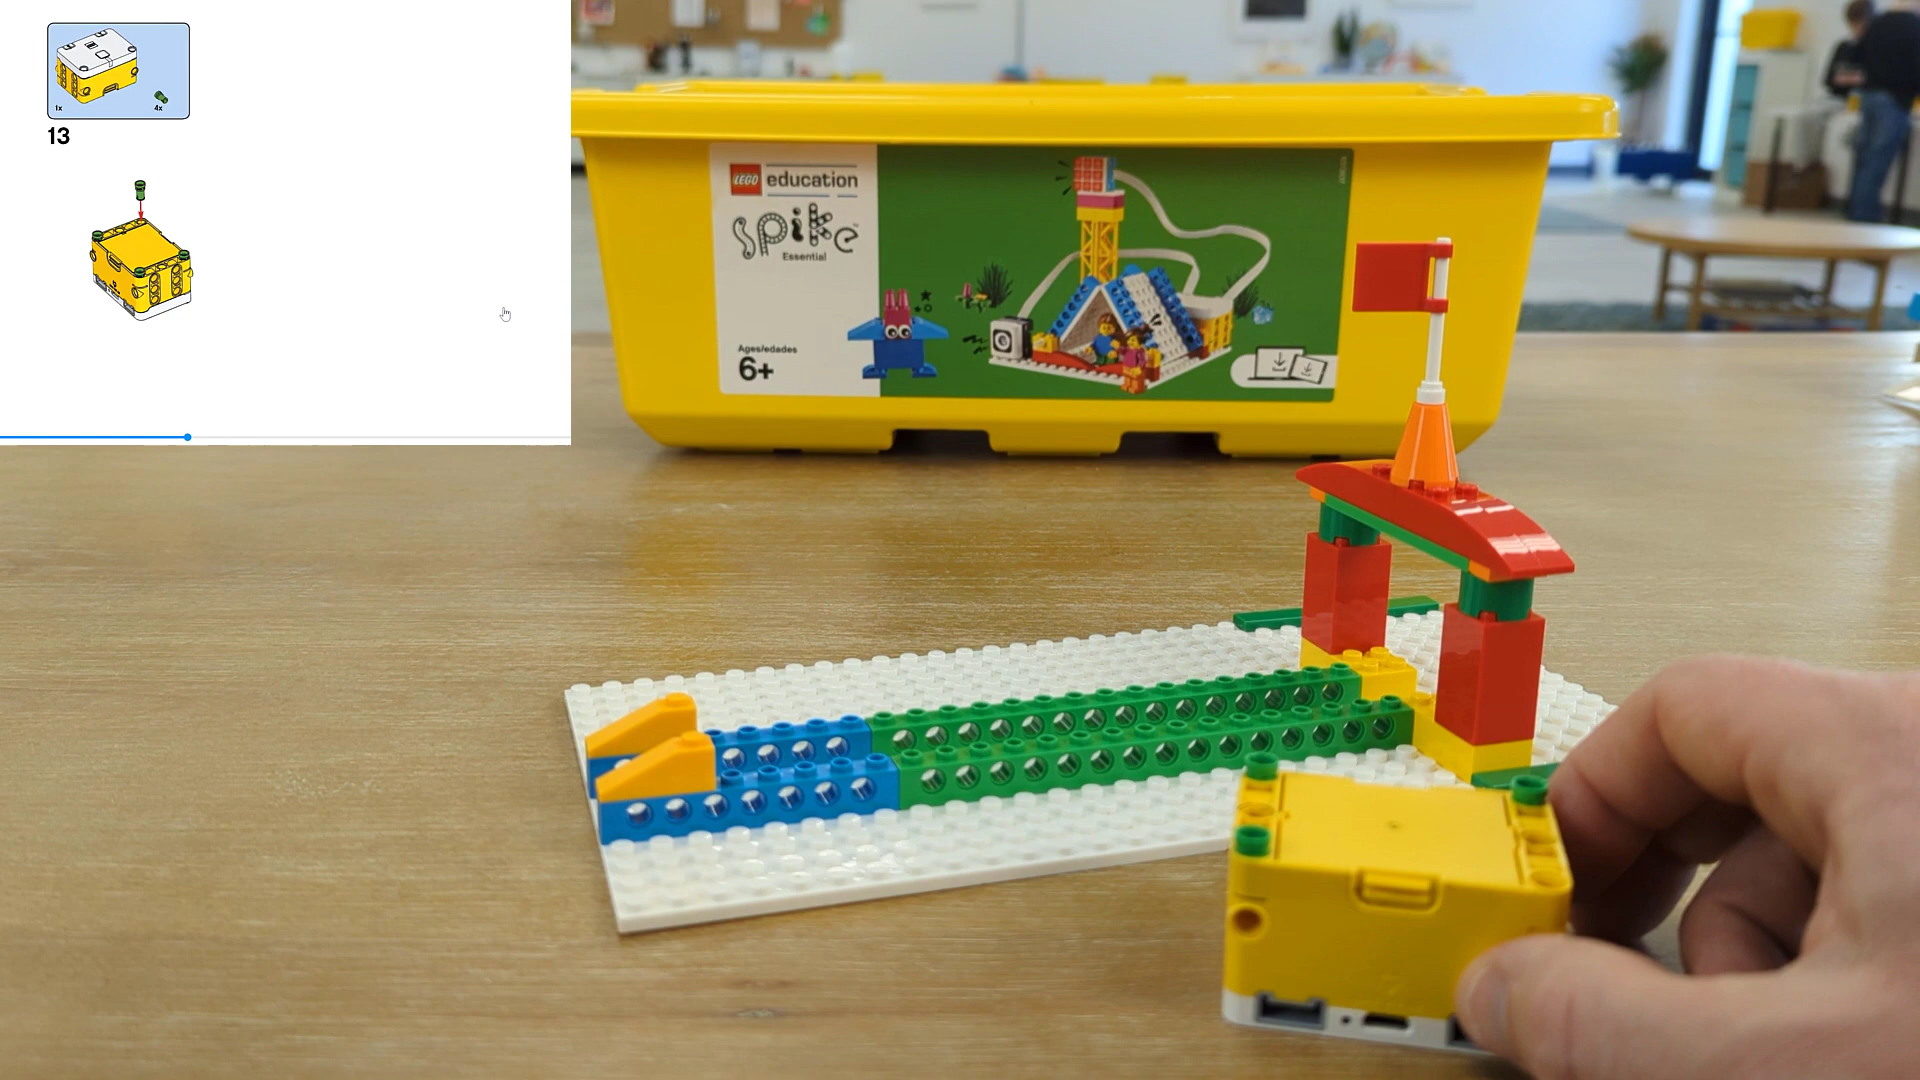 1x
4x
13
LEGO education
spike
Essential
Ages/edades
6+